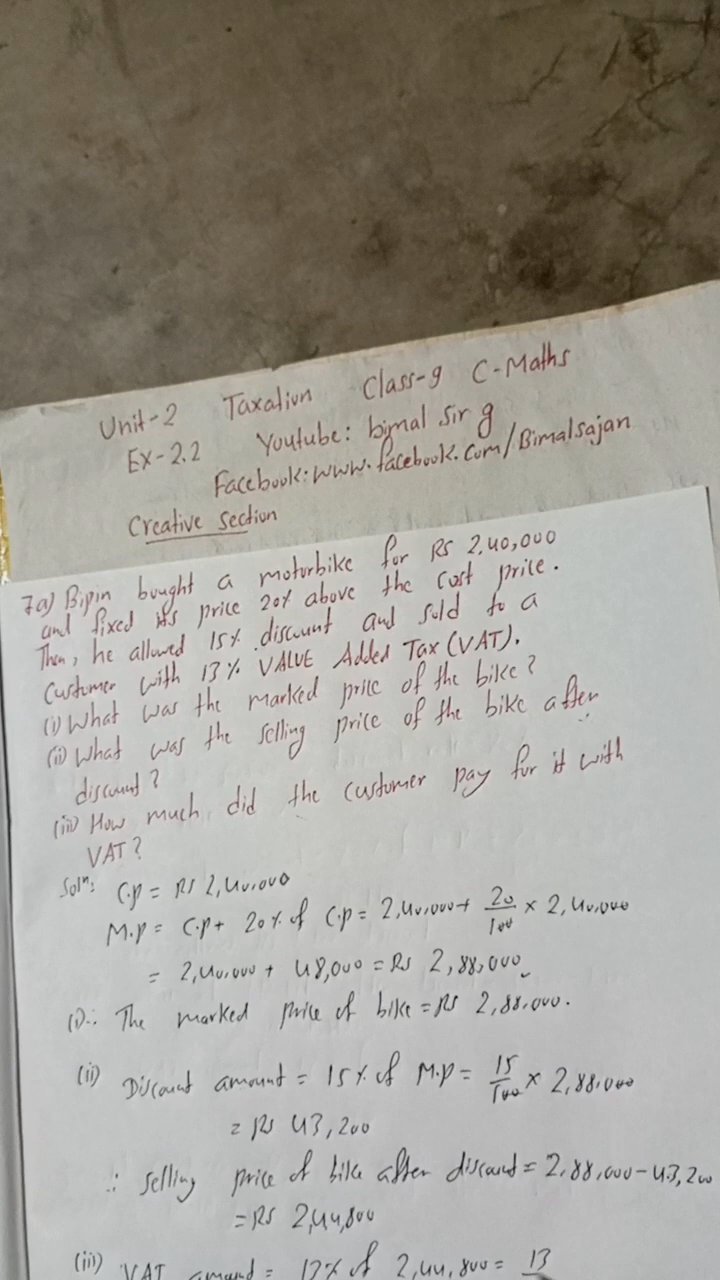 Unit-2 Taxation Class-9 C-Maths
Ex-2.2 Youtube: bimal sir g
Facebook: www.facebook.com/Bimalsajan
Creative section
7a) Bipin bought a motorbike for RS 2,40,000
and fixed its price 20% above the cost price.
Then, he allowed 15% discount and sold to a
Customer with 13% VALUE Added Tax (VAT).
(i) What was the marked price of the bike?
(ii) What was the selling price of the bike after
discount?
(iii) How much did the customer pay for it with
VAT?
Solⁿ: C.p = RS 2,40,000
M.p = C.p + 20% of C.p = 2,40,000 + 20/100 × 2,40,000
= 2,40,000 + 48,000 = Rs 2,88,000
(i) ∴ The marked price of bike = RS 2,88,000.
(ii) Discount amount = 15% of M.p = 15/100 × 2,88,000
= RS 43,200
∴ selling price of bike after discount = 2,88,000 - 43,200
= RS 2,44,800
(iii) VAT amount = 13% of 2,44,800 = 13